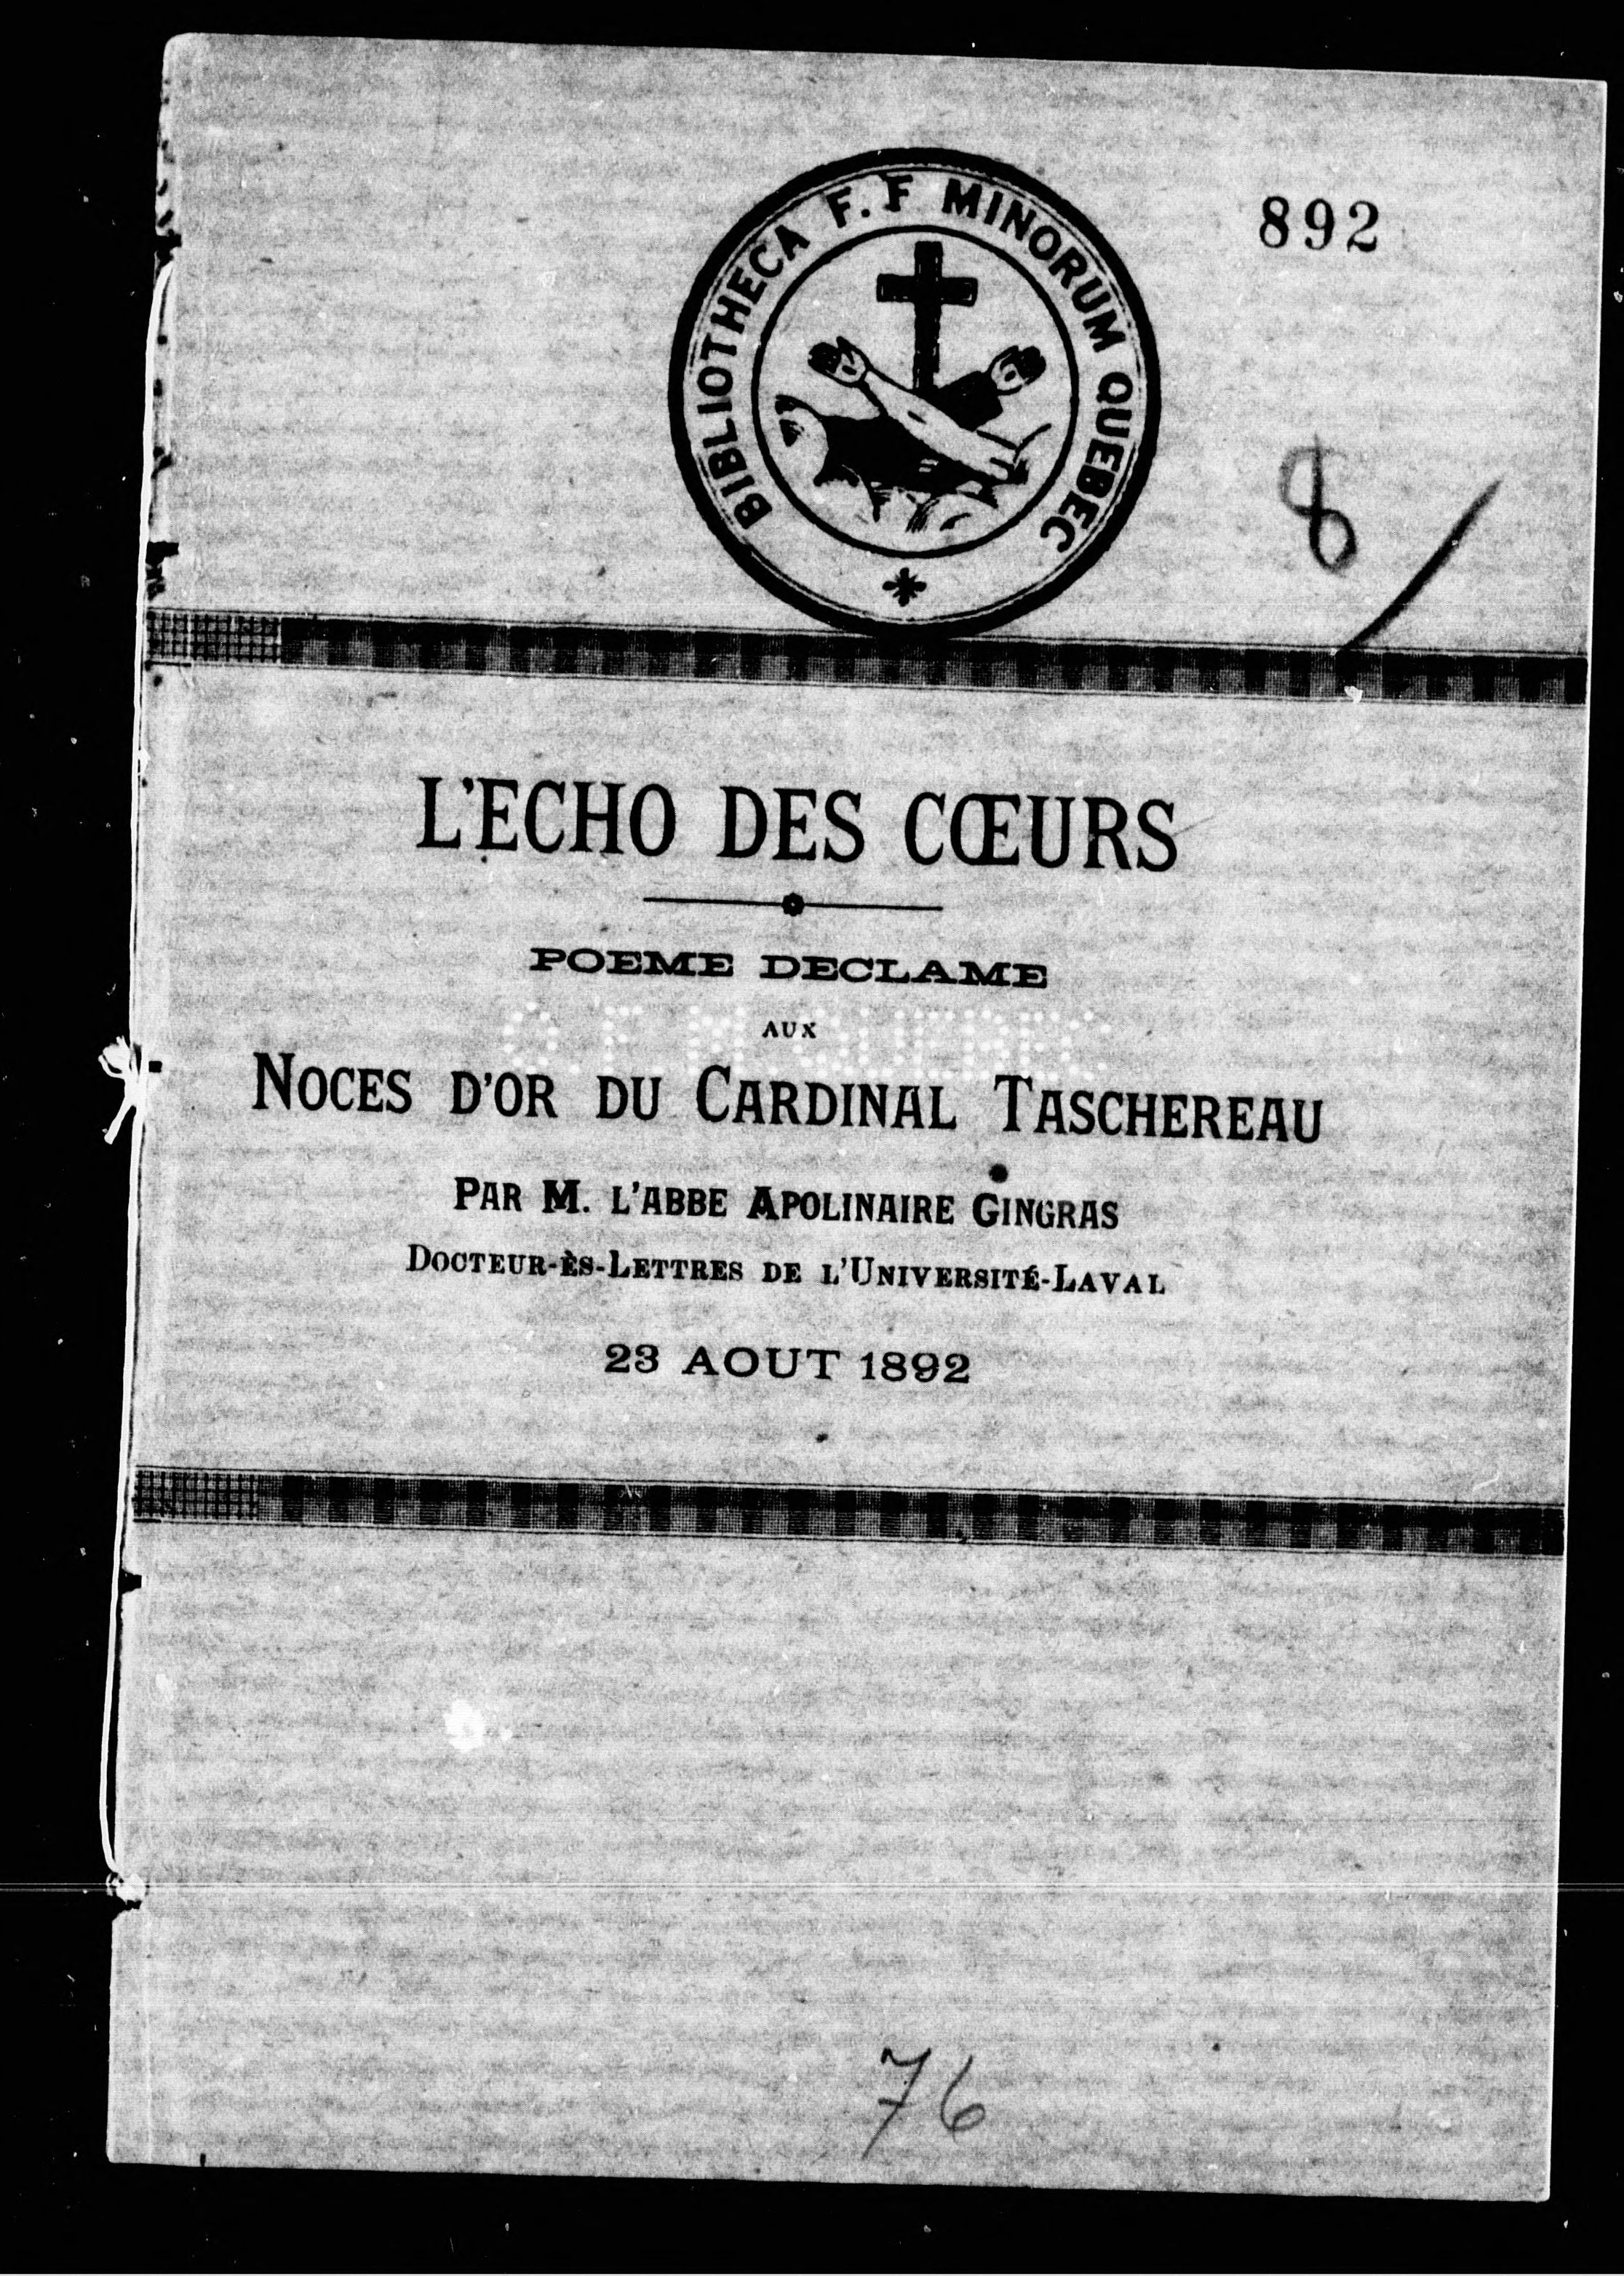 BIBLIOTHECA F. F MINORUM QUEBEC
892
8
L'ECHO DES CŒURS
POEME DECLAME
O F M QUEBEC
AUX
NOCES D'OR DU CARDINAL TASCHEREAU
PAR M. L'ABBE APOLINAIRE GINGRAS
DOCTEUR-ÈS-LETTRES DE L'UNIVERSITÉ-LAVAL
23 AOUT 1892
76